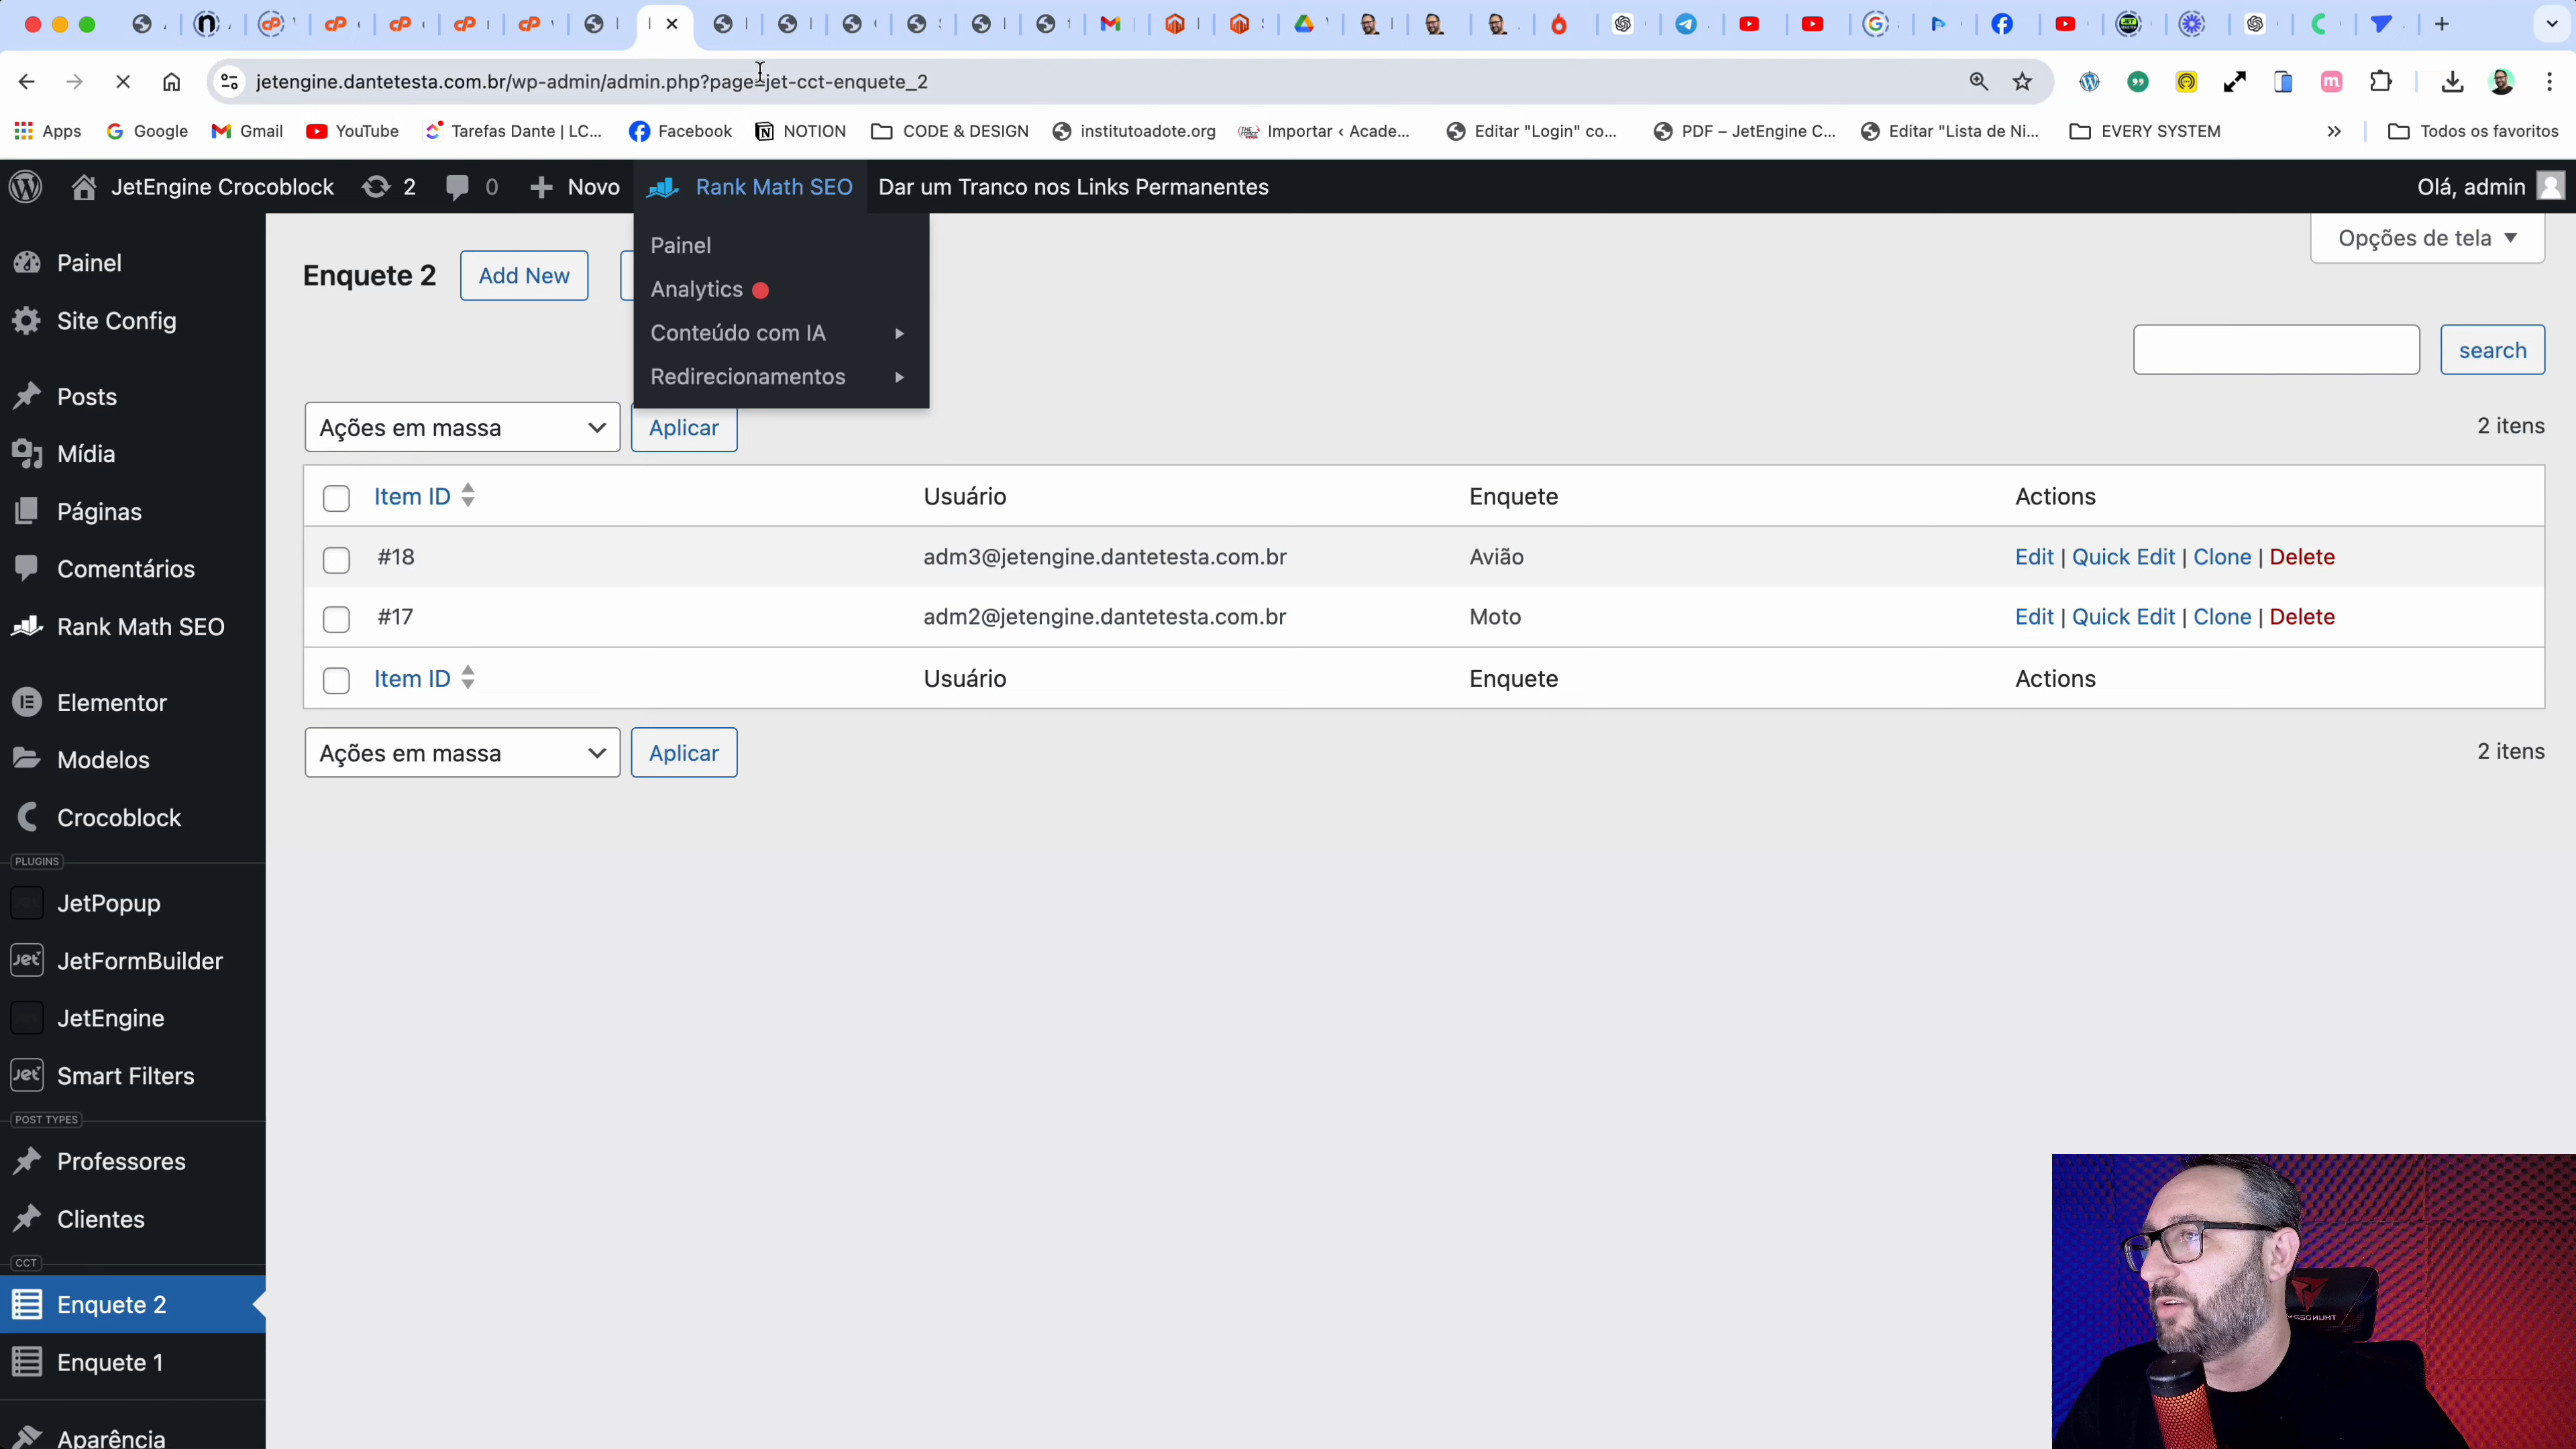 jetengine.dantetesta.com.br/wp-admin/admin.php?page=jet-cct-enquete_2
Apps
Google
Gmail
YouTube
Tarefas Dante | LC...
Facebook
NOTION
CODE & DESIGN
institutoadote.org
Importar ‹ Acade...
Editar "Login" co...
PDF – JetEngine C...
Editar "Lista de Ni...
EVERY SYSTEM
»
Todos os favoritos
JetEngine Crocoblock
2
0
Novo
Rank Math SEO
Dar um Tranco nos Links Permanentes
Olá, admin
Painel
Analytics
Conteúdo com IA
Redirecionamentos
Opções de tela
Enquete 2
Add New
search
Ações em massa
Aplicar
2 itens
Item ID
Usuário
Enquete
Actions
#18
adm3@jetengine.dantetesta.com.br
Avião
Edit | Quick Edit | Clone | Delete
#17
adm2@jetengine.dantetesta.com.br
Moto
Edit | Quick Edit | Clone | Delete
Item ID
Usuário
Enquete
Actions
Ações em massa
Aplicar
2 itens
Painel
Site Config
Posts
Mídia
Páginas
Comentários
Rank Math SEO
Elementor
Modelos
Crocoblock
PLUGINS
JetPopup
JetFormBuilder
JetEngine
Smart Filters
POST TYPES
Professores
Clientes
CCT
Enquete 2
Enquete 1
Aparência